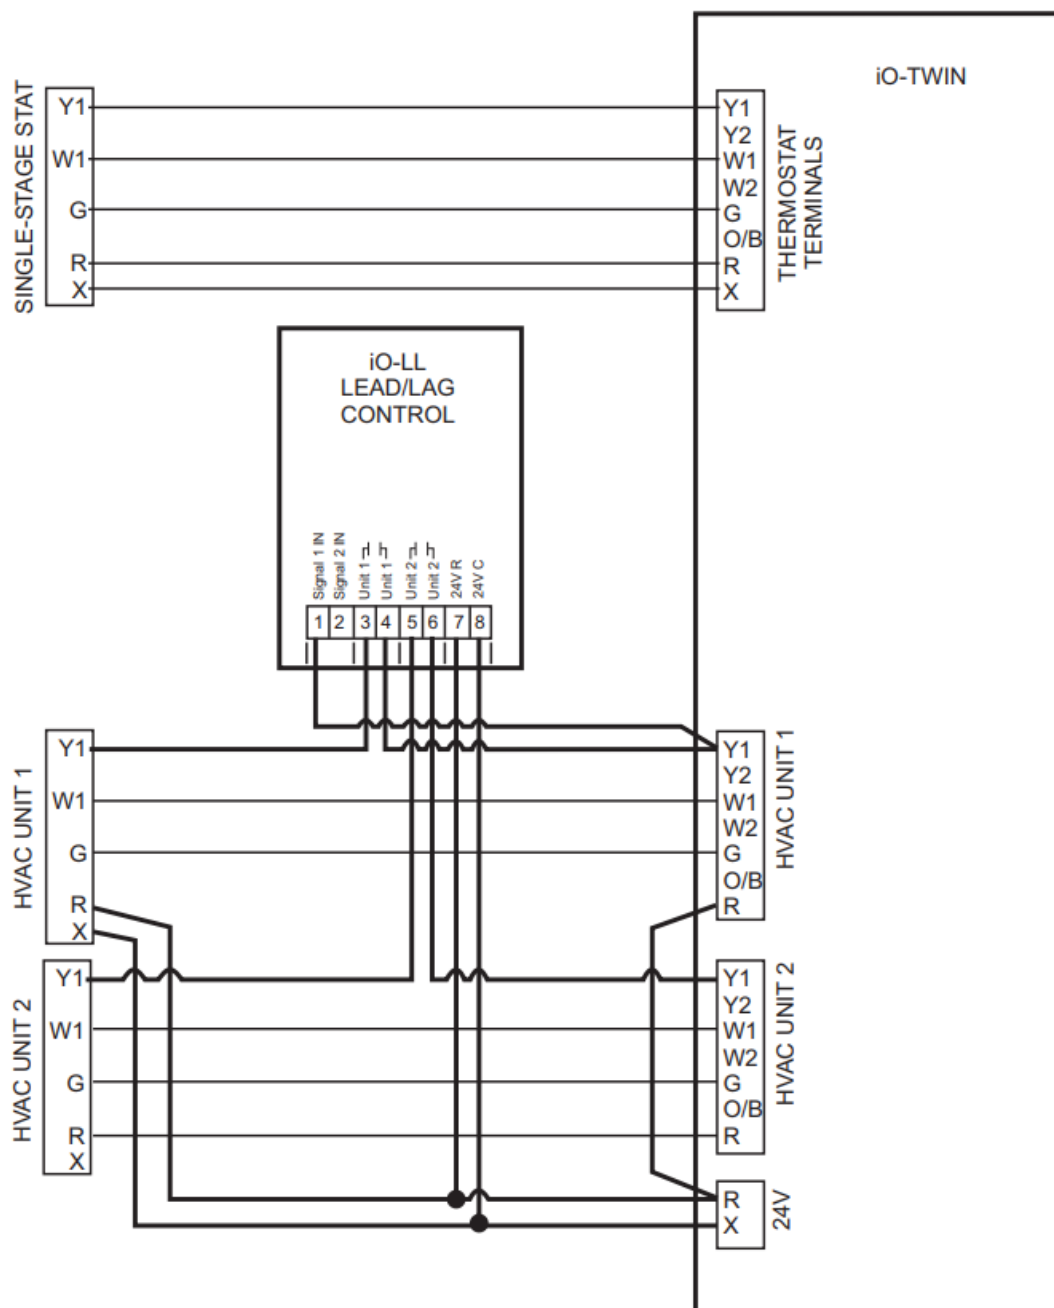 iO-TWIN
SINGLE-STAGE STAT
Y1
W1
G
R
X
Y1
Y2
W1
W2
G
O/B
R
X
THERMOSTAT
TERMINALS
iO-LL
LEAD/LAG
CONTROL
Signal 1 IN
Signal 2 IN
Unit 1
Unit 1
Unit 2
Unit 2
24V R
24V C
1 2 3 4 5 6 7 8
HVAC UNIT 1
Y1
W1
G
R
X
Y1
Y2
W1
W2
G
O/B
R
HVAC UNIT 1
HVAC UNIT 2
Y1
W1
G
R
X
Y1
Y2
W1
W2
G
O/B
R
HVAC UNIT 2
R
X
24V